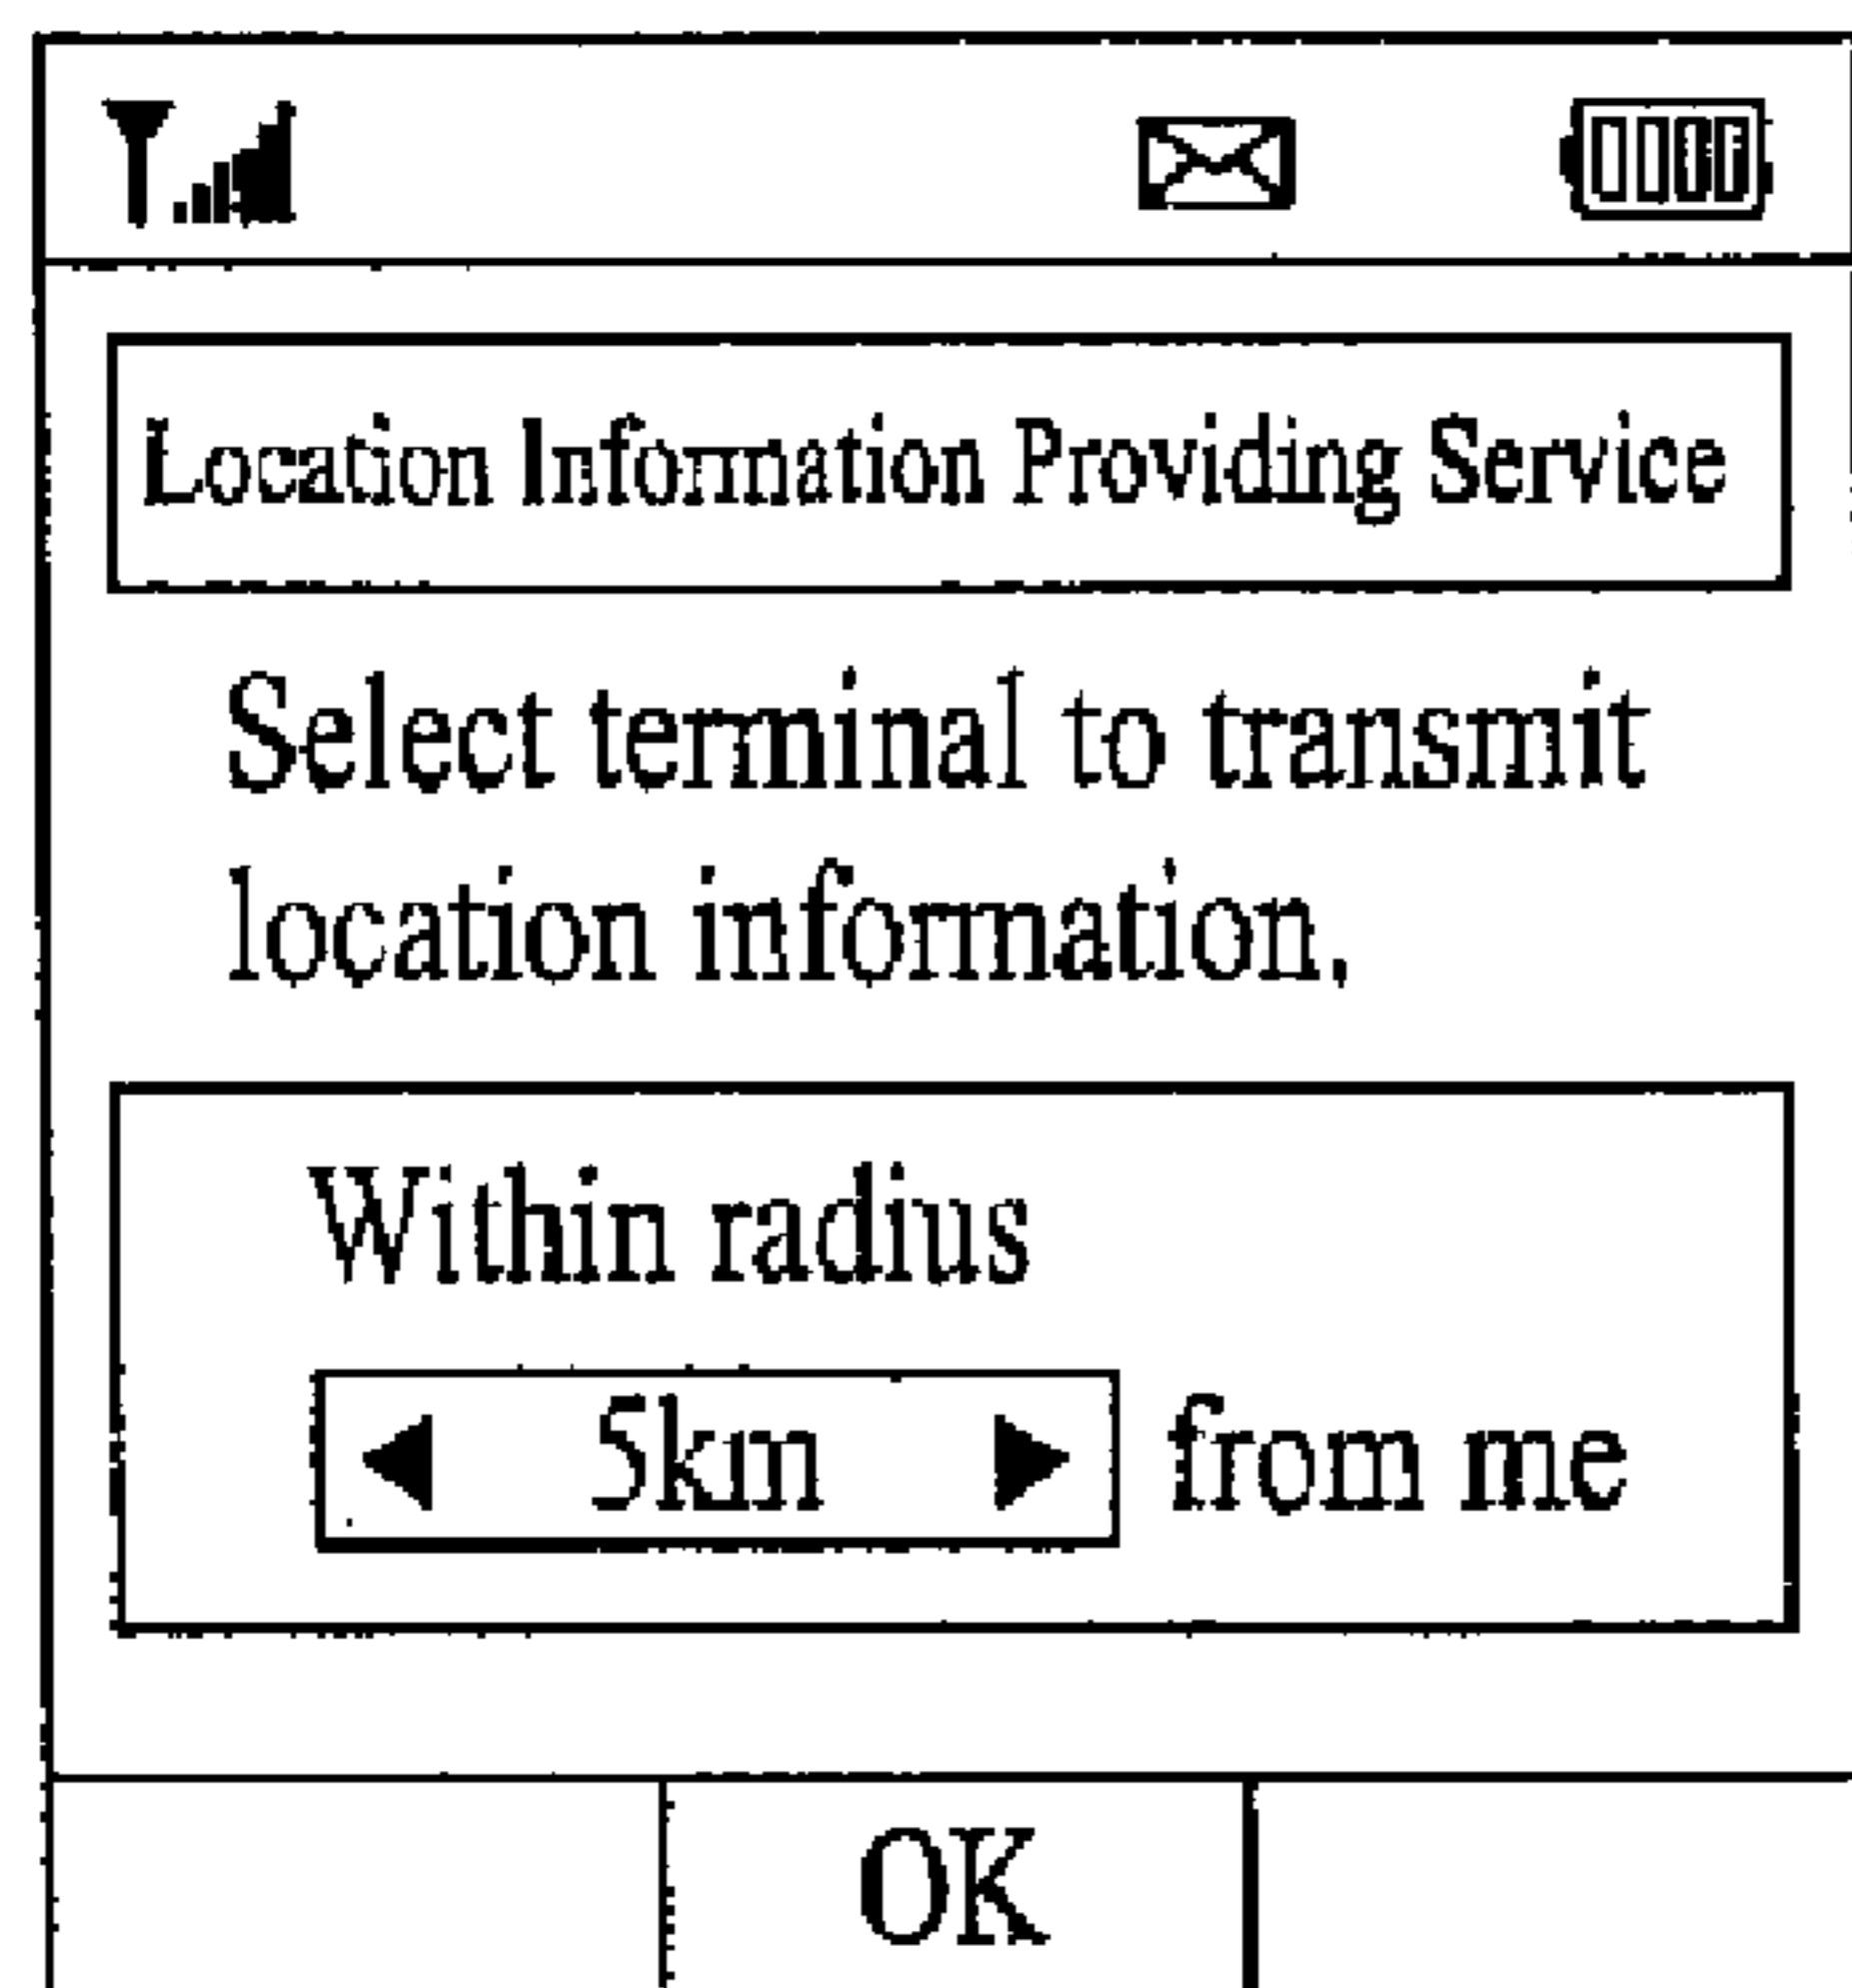 Location Information Providing Service
Select terminal to transmit
location information,
Within radius
◀ 5km ▶ from me
OK